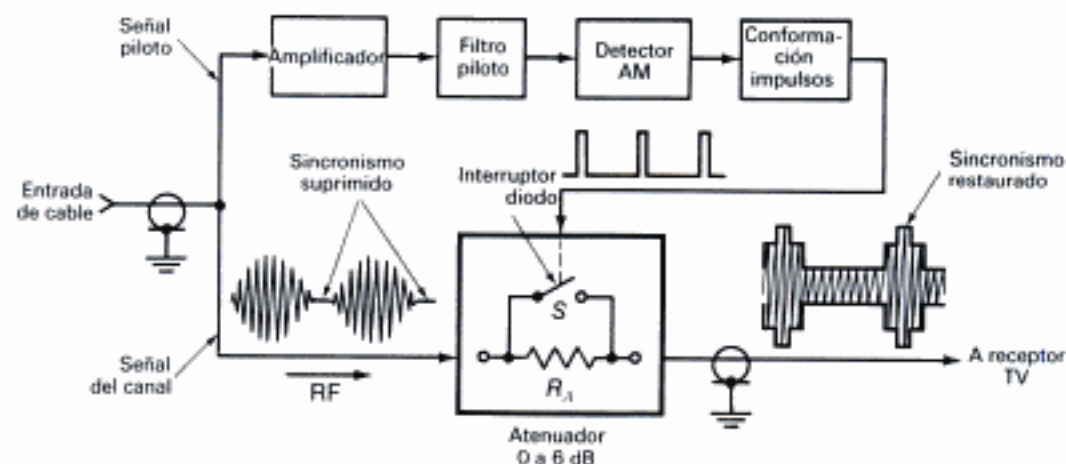 Señal
piloto
Amplificador
Filtro
piloto
Detector
AM
Conforma-
ción
impulsos
Entrada
de cable
Sincronismo
suprimido
Interruptor
diodo
Sincronismo
restaurado
S
R_A
Señal
del canal
RF
A receptor
TV
Atenuador
0 a 6 dB